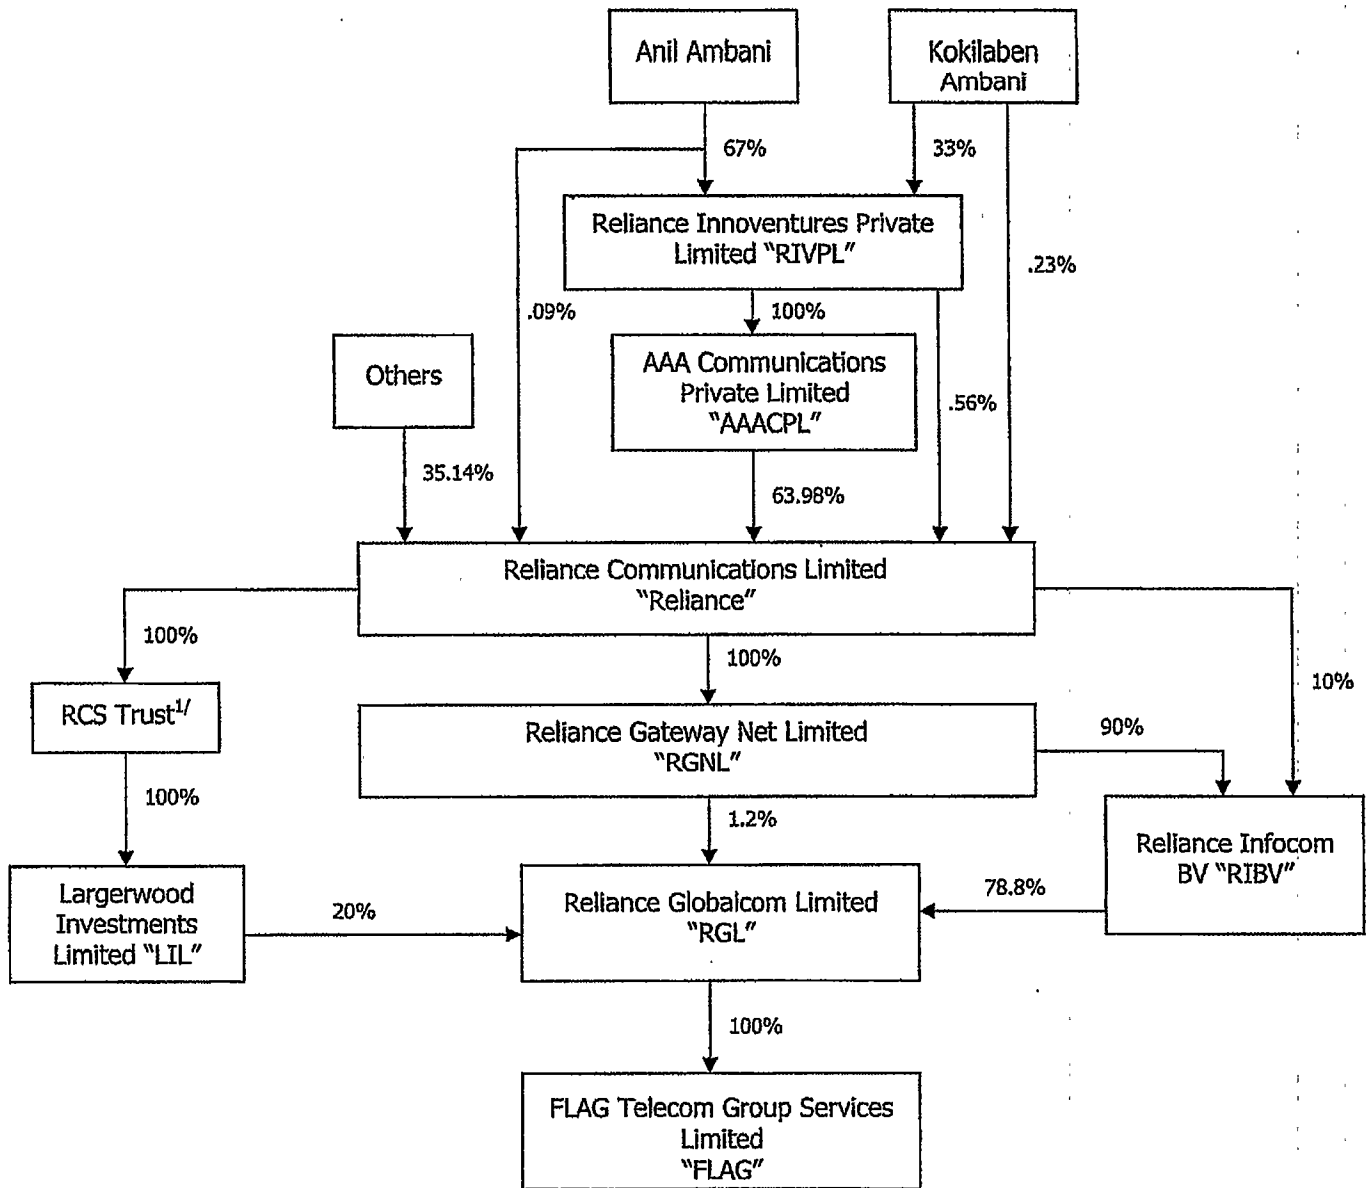 Anil Ambani
Kokilaben
Ambani
67%
33%
Reliance Innoventures Private
Limited “RIVPL”
.23%
.09%
100%
Others
AAA Communications
Private Limited
“AAACPL”
.56%
35.14%
63.98%
Reliance Communications Limited
“Reliance”
100%
100%
10%
RCS Trust1/
Reliance Gateway Net Limited
“RGNL”
90%
100%
1.2%
Reliance Infocom
BV “RIBV”
Largerwood
Investments
Limited “LIL”
20%
Reliance Globalcom Limited
“RGL”
78.8%
100%
FLAG Telecom Group Services
Limited
“FLAG”